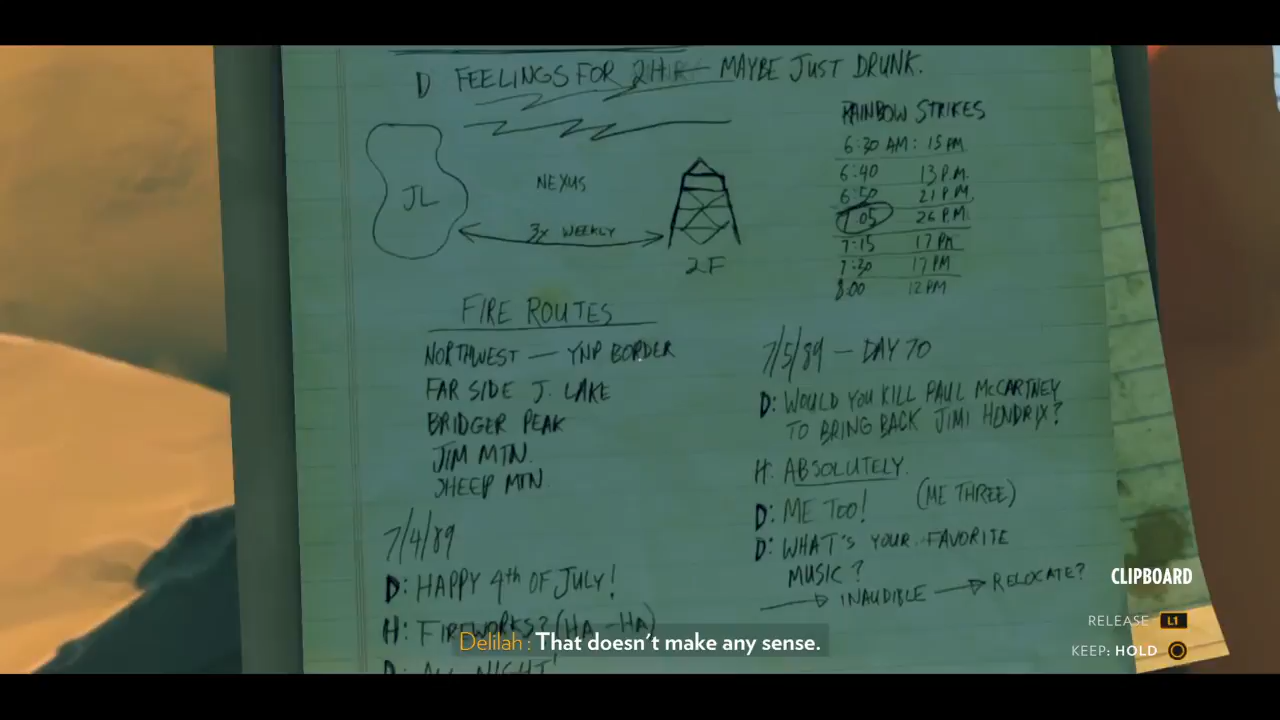 D FEELINGS FOR MAYBE JUST DRUNK.
RAINBOW STRIKES
6:30 AM: 15 PM
6:40 13 P.M.
6:50 21 P.M.
7:05 26 P.M.
7:15 17 PM
7:30 17 PM
8:00 12 PM
JL
NEXUS
3x WEEKLY
2F
FIRE ROUTES
NORTHWEST — YNP BORDER
FAR SIDE J. LAKE
BRIDGER PEAK
JIM MTN.
SHEEP MTN
7/4/89
D: HAPPY 4th OF JULY!
H: FIREWORKS? (HA-HA)
D: ALL NIGHT!
7/5/89 — DAY 70
D: WOULD YOU KILL PAUL McCARTNEY
TO BRING BACK JIMI HENDRIX?
H: ABSOLUTELY.
D: ME TOO! (ME THREE)
D: WHAT'S YOUR FAVORITE
MUSIC?
→ INAUDIBLE → RELOCATE?
CLIPBOARD
RELEASE L1
KEEP: HOLD
Delilah : That doesn't make any sense.